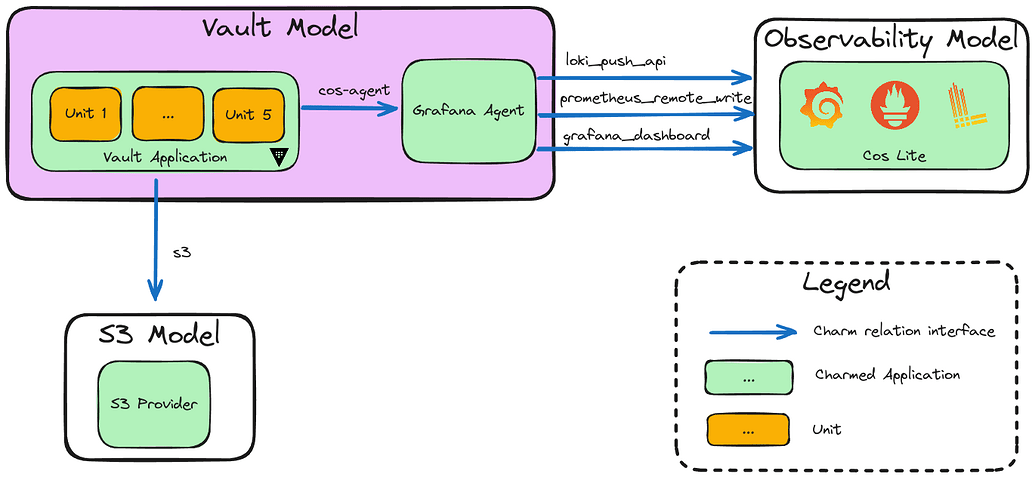 Vault Model
Unit 1
...
Unit 5
Vault Application
cos-agent
Grafana Agent
loki_push_api
prometheus_remote_write
grafana_dashboard
Observability Model
Cos Lite
s3
S3 Model
S3 Provider
Legend
Charm relation interface
...
Charmed Application
...
Unit